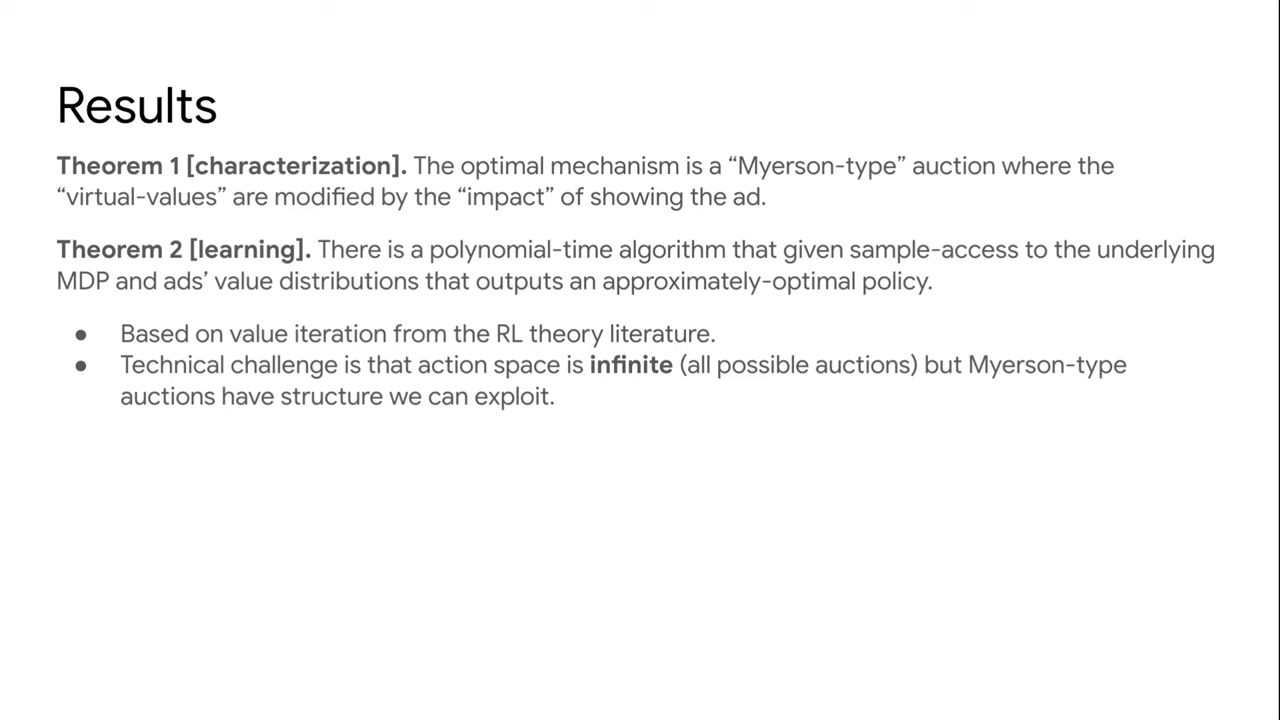 Results
Theorem 1 [characterization]. The optimal mechanism is a “Myerson-type” auction where the
“virtual-values” are modified by the “impact” of showing the ad.
Theorem 2 [learning]. There is a polynomial-time algorithm that given sample-access to the underlying
MDP and ads’ value distributions that outputs an approximately-optimal policy.
● Based on value iteration from the RL theory literature.
● Technical challenge is that action space is infinite (all possible auctions) but Myerson-type
auctions have structure we can exploit.